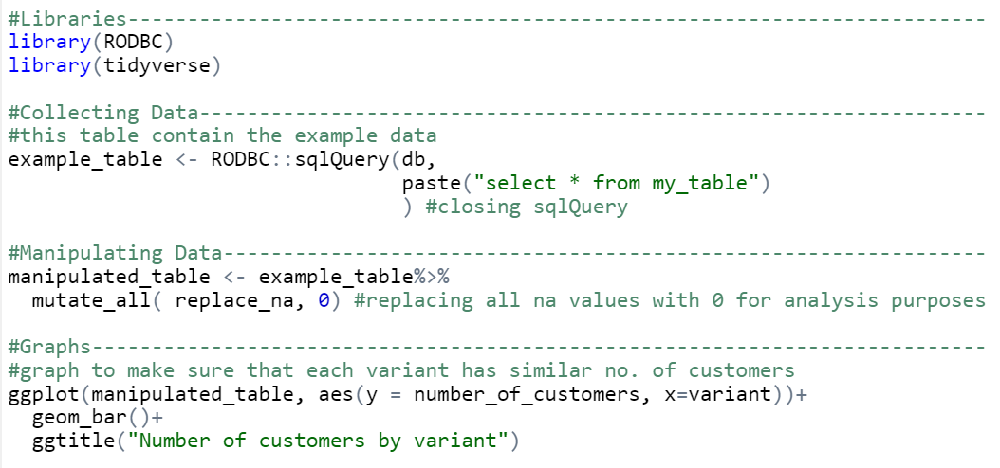 #Libraries------------------------------------------------------------------------
library(RODBC)
library(tidyverse)
#Collecting Data------------------------------------------------------------------
#this table contain the example data
example_table <- RODBC::sqlQuery(db,
paste("select * from my_table")
) #closing sqlQuery
#Manipulating Data----------------------------------------------------------------
manipulated_table <- example_table%>%
mutate_all( replace_na, 0) #replacing all na values with 0 for analysis purposes
#Graphs---------------------------------------------------------------------------
#graph to make sure that each variant has similar no. of customers
ggplot(manipulated_table, aes(y = number_of_customers, x=variant))+
geom_bar()+
ggtitle("Number of customers by variant")